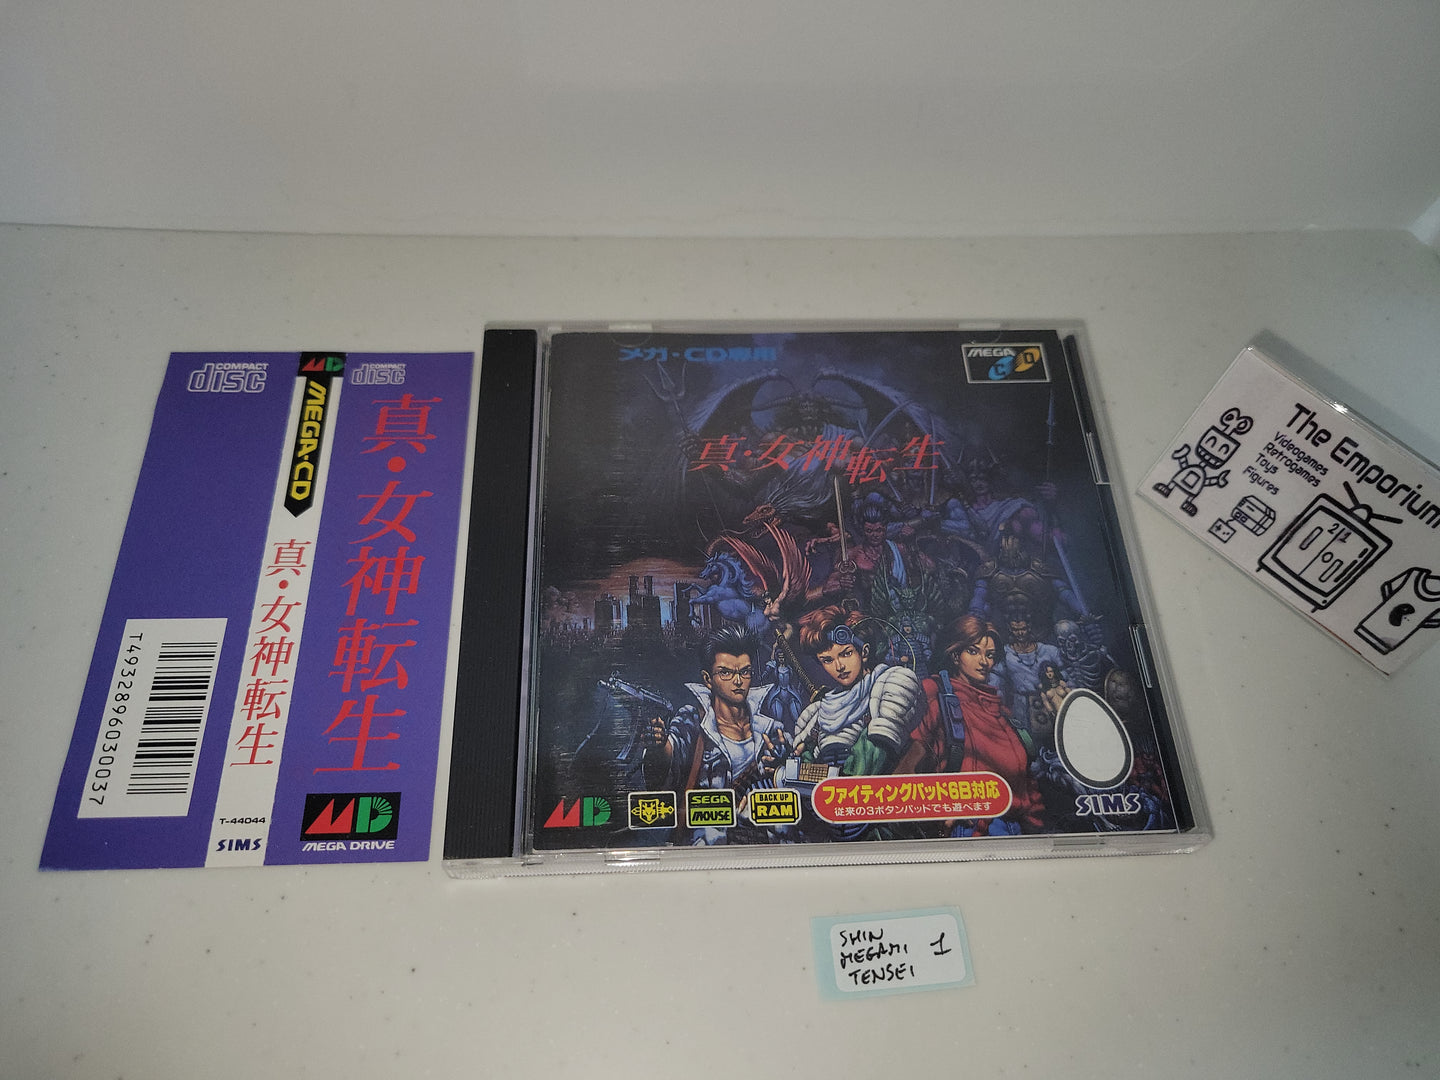 COMPACT
disc
T4932896030037
MD
MEGA-CD
真・女神転生
T-44044
SIMS
COMPACT
disc
真・女神転生
MD
MEGA DRIVE
メガ・CD専用
MEGA
CD
真・女神転生
MD
SEGA
MOUSE
BACK UP
RAM
ファイティングパッド6B対応
従来の3ボタンパッドでも遊べます
SIMS
The Emporium
Videogames
Retrogames
Toys
Figures
SHIN
MEGAMI
TENSEI
1